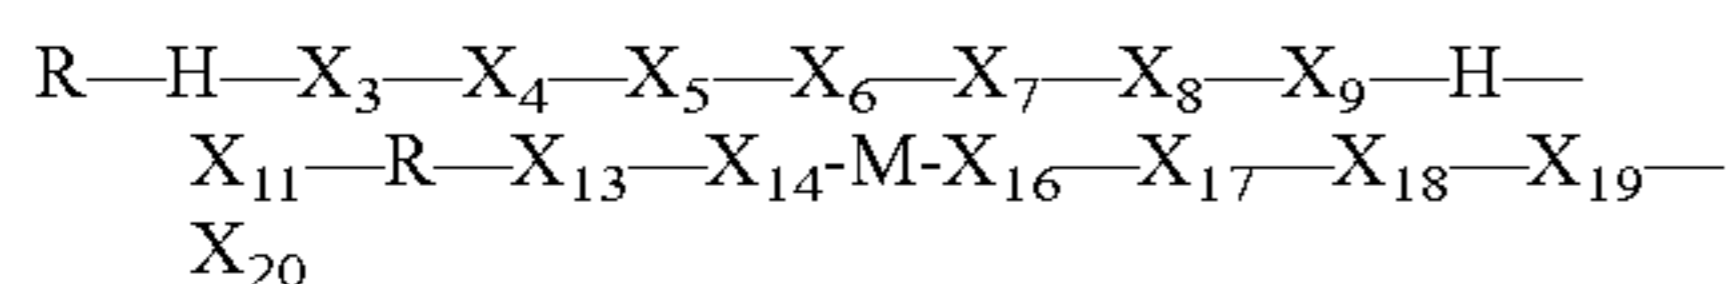 R—H—X₃—X₄—X₅—X₆—X₇—X₈—X₉—H—
X₁₁—R—X₁₃—X₁₄-M-X₁₆—X₁₇—X₁₈—X₁₉—
X₂₀